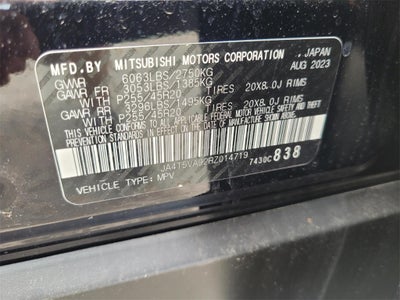 MFD.BY MITSUBISHI MOTORS CORPORATION JAPAN
AUG 2023
GVWR 6063LBS/2750KG
GAWR FR 3053LBS/1385KG
WITH P255/45R20 TIRES 20X8.0J RIMS
GAWR RR 3296LBS/1495KG
WITH P255/45R20 TIRES 20X8.0J RIMS
THIS VEHICLE CONFORMS TO ALL APPLICABLE U.S. FEDERAL MOTOR VEHICLE SAFETY AND THEFT
PREVENTION STANDARDS IN EFFECT ON THE DATE OF MANUFACTURE SHOWN ABOVE.
7430C 838
VEHICLE TYPE: MPV